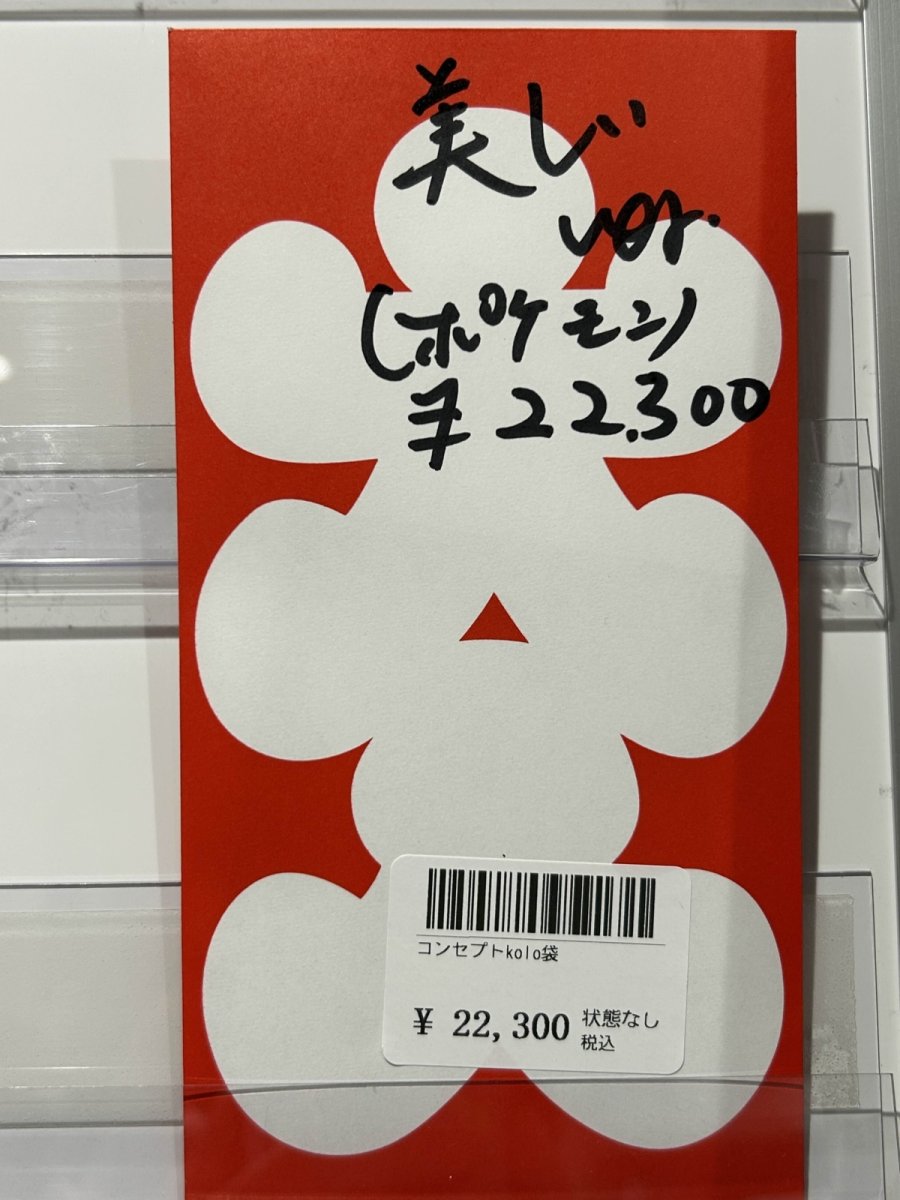 美じ
ver.
(ポケモン)
¥22.300
コンセプトkolo袋
¥ 22,300 状態なし
税込